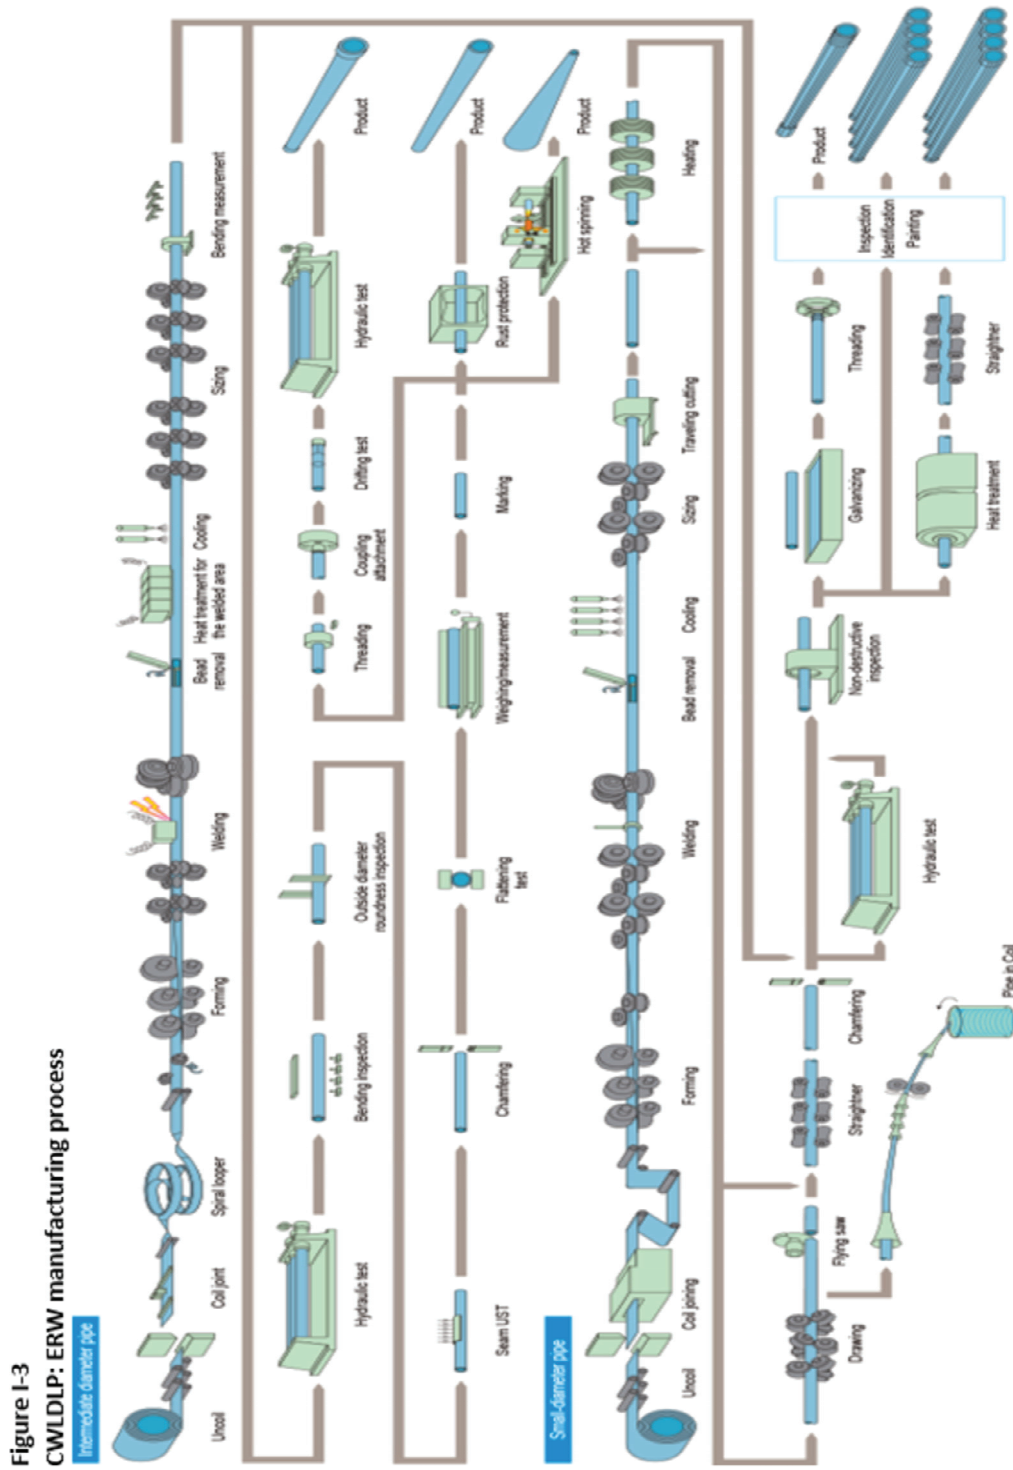 Figure I-3
CWLDLP: ERW manufacturing process
Intermediate diameter pipe
Uncoil
Coil joint
Spiral looper
Forming
Welding
Bead
removal
Heat treatment for
the welded area
Cooling
Sizing
Bending measurement
Hydraulic test
Bending inspection
Outside diameter
roundness inspection
Threading
Coupling
attachment
Drifting test
Hydraulic test
Product
Seam UST
Chamfering
Flattering
test
Weighing/measurement
Marking
Rust protection
Product
Hot spinning
Product
Small-diameter pipe
Uncoil
Coil joining
Forming
Welding
Bead removal
Cooling
Sizing
Traveling cutting
Heating
Drawing
Flying saw
Straightner
Chamfering
Hydraulic test
Non-destructive
inspection
Galvanizing
Threading
Heat treatment
Straightner
Inspection
Identification
Painting
Product
Pipe in Coil